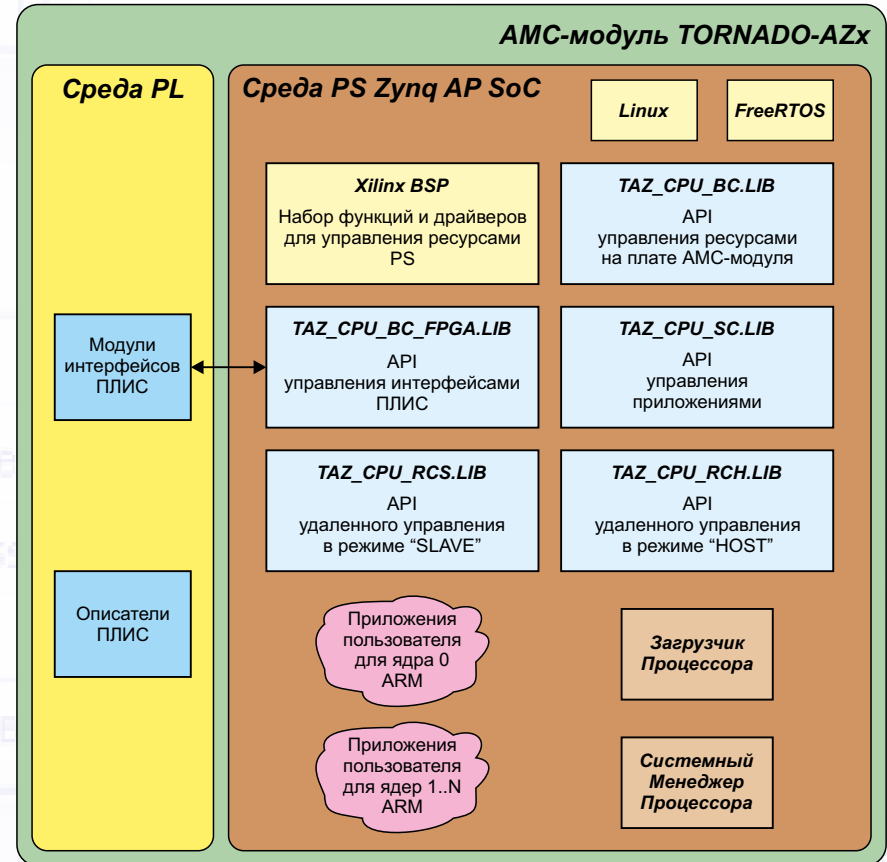 АМС-модуль TORNADO-AZx
Среда PL
Среда PS Zynq AP SoC
Linux
FreeRTOS
Xilinx BSP
Набор функций и драйверов
для управления ресурсами
PS
TAZ_CPU_BC.LIB
API
управления ресурсами
на плате АМС-модуля
Модули
интерфейсов
ПЛИС
TAZ_CPU_BC_FPGA.LIB
API
управления интерфейсами
ПЛИС
TAZ_CPU_SC.LIB
API
управления
приложениями
TAZ_CPU_RCS.LIB
API
удаленного управления
в режиме “SLAVE”
TAZ_CPU_RCH.LIB
API
удаленного управления
в режиме “HOST”
Описатели
ПЛИС
Приложения
пользователя
для ядра 0
ARM
Загрузчик
Процессора
Приложения
пользователя
для ядер 1..N
ARM
Системный
Менеджер
Процессора